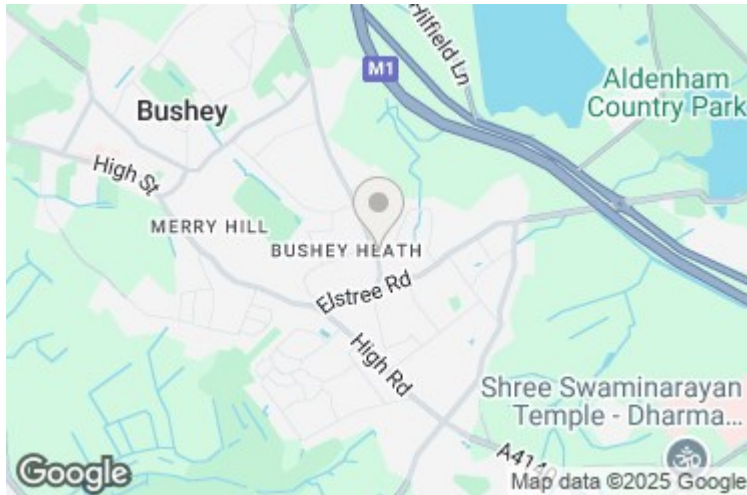 Hilfield Ln
M1
Aldenham
Country Park
Bushey
High St
MERRY HILL
BUSHEY HEATH
Elstree Rd
High Rd
Shree Swaminarayan
Temple - Dharma...
A4140
Google
Map data ©2025 Google